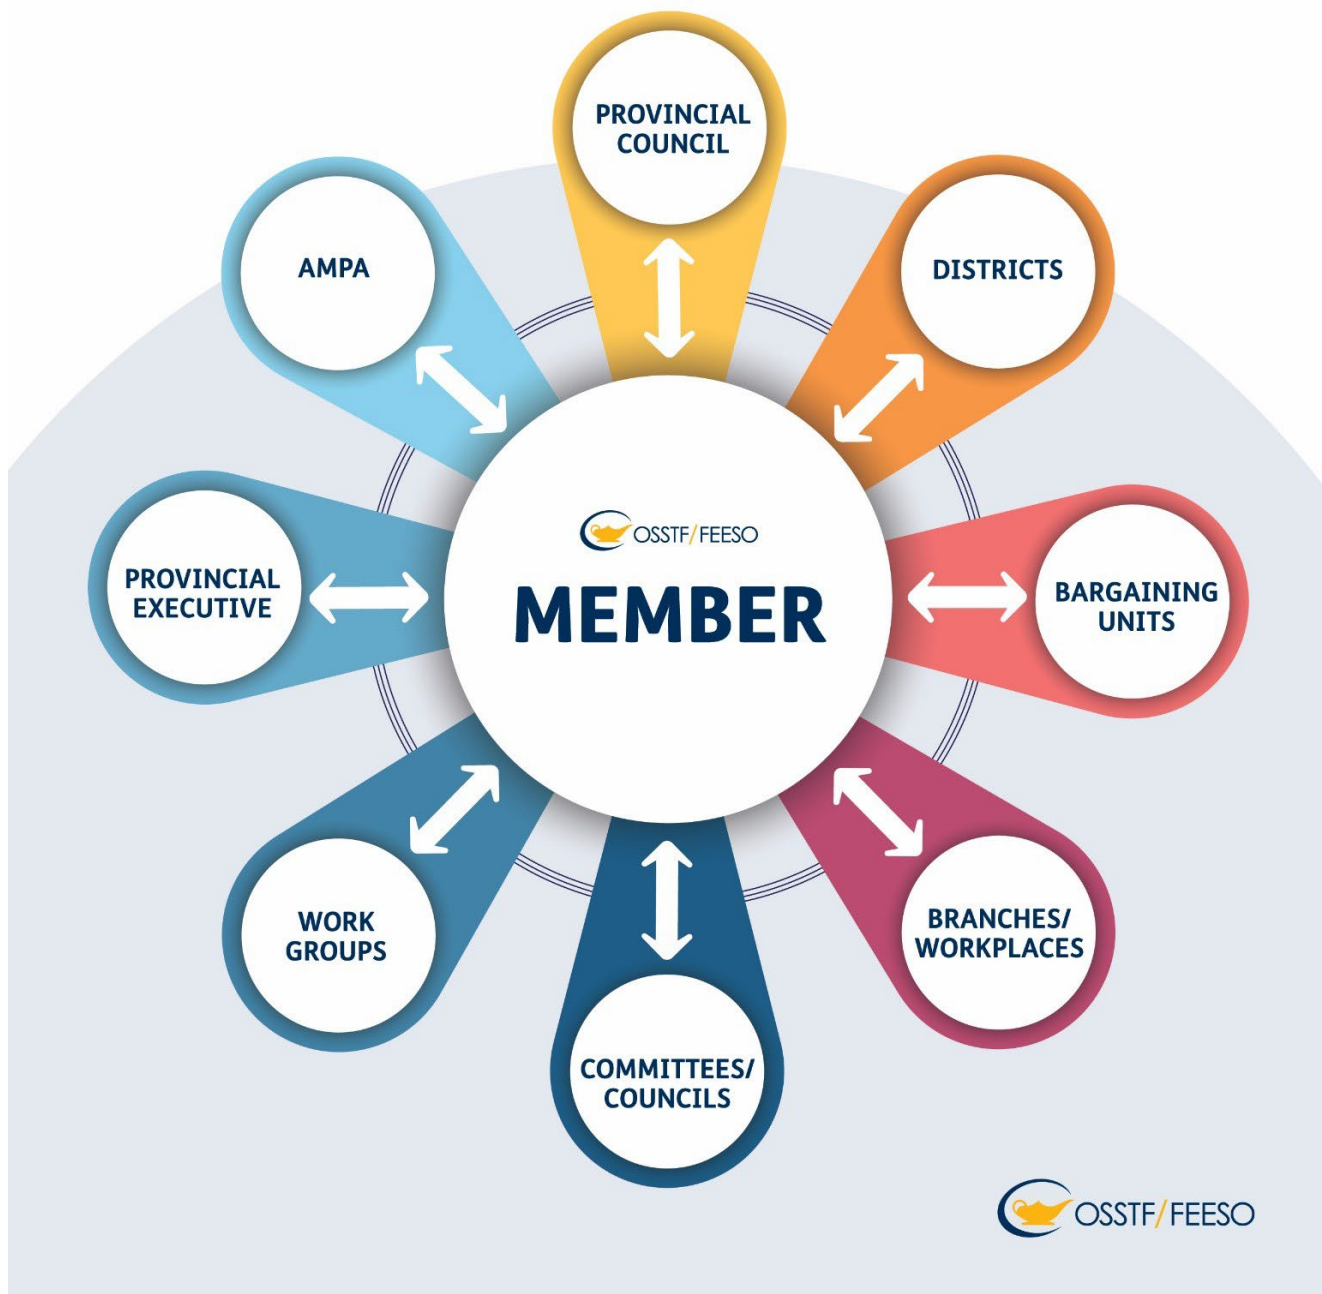 PROVINCIAL
COUNCIL
AMPA
DISTRICTS
OSSTF/FEESO
MEMBER
PROVINCIAL
EXECUTIVE
BARGAINING
UNITS
WORK
GROUPS
BRANCHES/
WORKPLACES
COMMITTEES/
COUNCILS
OSSTF/FEESO